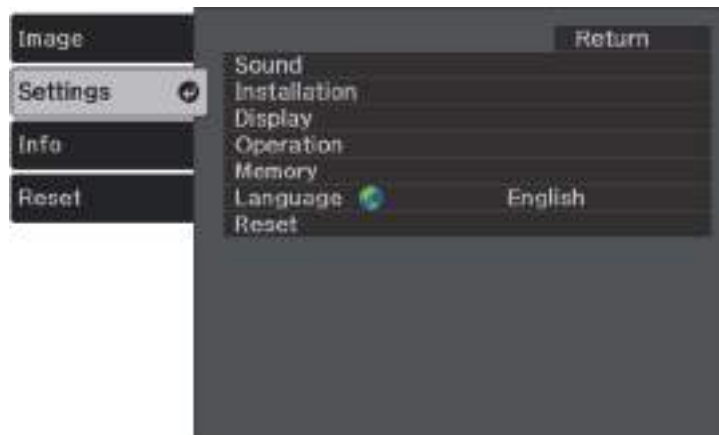 Image
Settings
Info
Reset
Return
Sound
Installation
Display
Operation
Memory
Language English
Reset